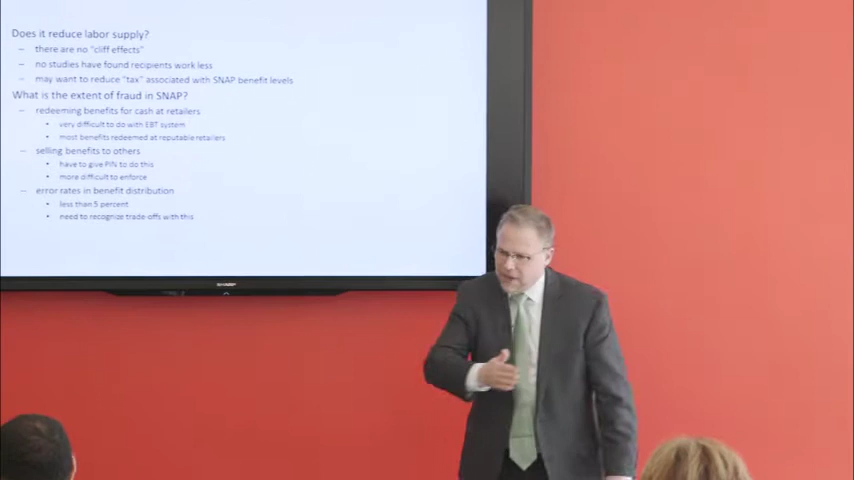 Does it reduce labor supply?
– there are no "cliff effects"
– no studies have found recipients work less
– may want to reduce "tax" associated with SNAP benefit levels
What is the extent of fraud in SNAP?
– redeeming benefits for cash at retailers
• very difficult to do with EBT system
• most benefits redeemed at reputable retailers
– selling benefits to others
• have to give PIN to do this
• more difficult to enforce
– error rates in benefit distribution
• less than 5 percent
• need to recognize trade-offs with this
SHARP